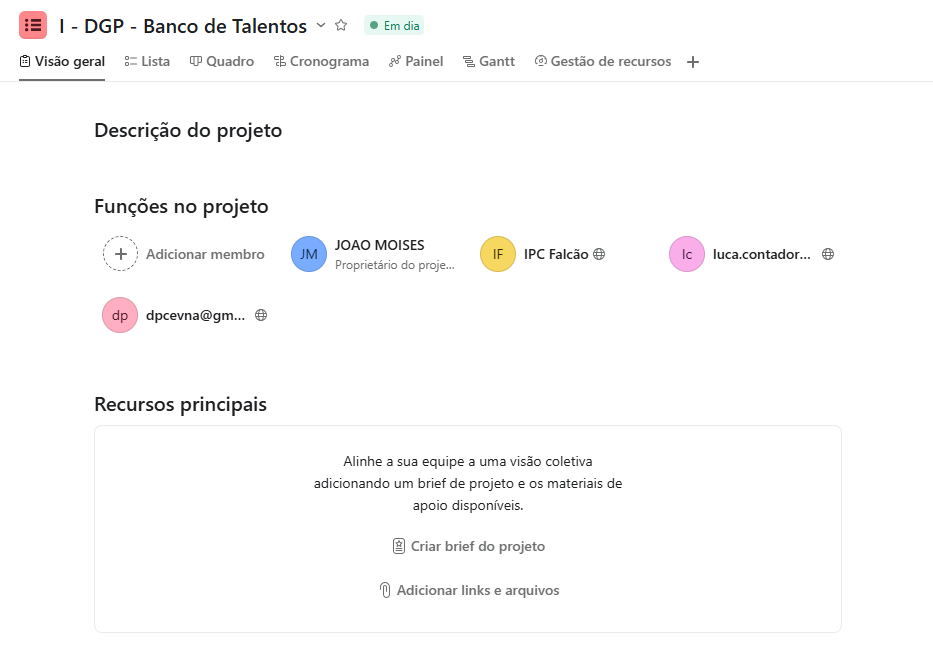 I - DGP - Banco de Talentos
Em dia
Visão geral Lista Quadro Cronograma Painel Gantt Gestão de recursos
Descrição do projeto
Funções no projeto
Adicionar membro
JM JOAO MOISES
Proprietário do proje...
IF IPC Falcão
lc luca.contador...
dp dpcevna@gm...
Recursos principais
Alinhe a sua equipe a uma visão coletiva
adicionando um brief de projeto e os materiais de
apoio disponíveis.
Criar brief do projeto
Adicionar links e arquivos